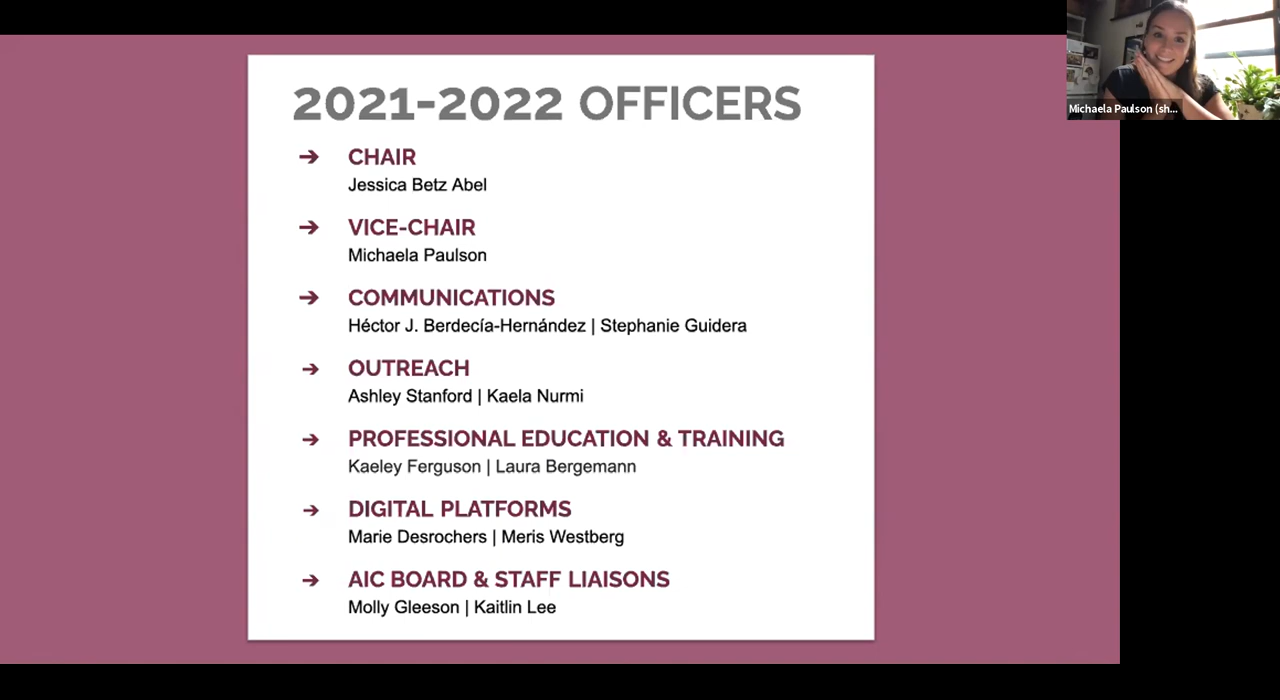 2021-2022 OFFICERS
➔ CHAIR
Jessica Betz Abel
➔ VICE-CHAIR
Michaela Paulson
➔ COMMUNICATIONS
Héctor J. Berdecía-Hernández | Stephanie Guidera
➔ OUTREACH
Ashley Stanford | Kaela Nurmi
➔ PROFESSIONAL EDUCATION & TRAINING
Kaeley Ferguson | Laura Bergemann
➔ DIGITAL PLATFORMS
Marie Desrochers | Meris Westberg
➔ AIC BOARD & STAFF LIAISONS
Molly Gleeson | Kaitlin Lee
Michaela Paulson (sh...